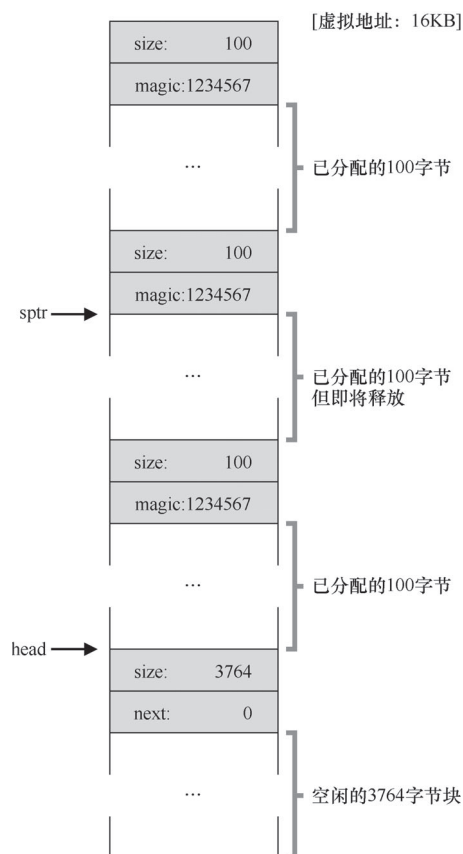 [虚拟地址：16KB]
size: 100
magic:1234567
...
已分配的100字节
size: 100
magic:1234567
sptr
...
已分配的100字节
但即将释放
size: 100
magic:1234567
...
已分配的100字节
head
size: 3764
next: 0
...
空闲的3764字节块